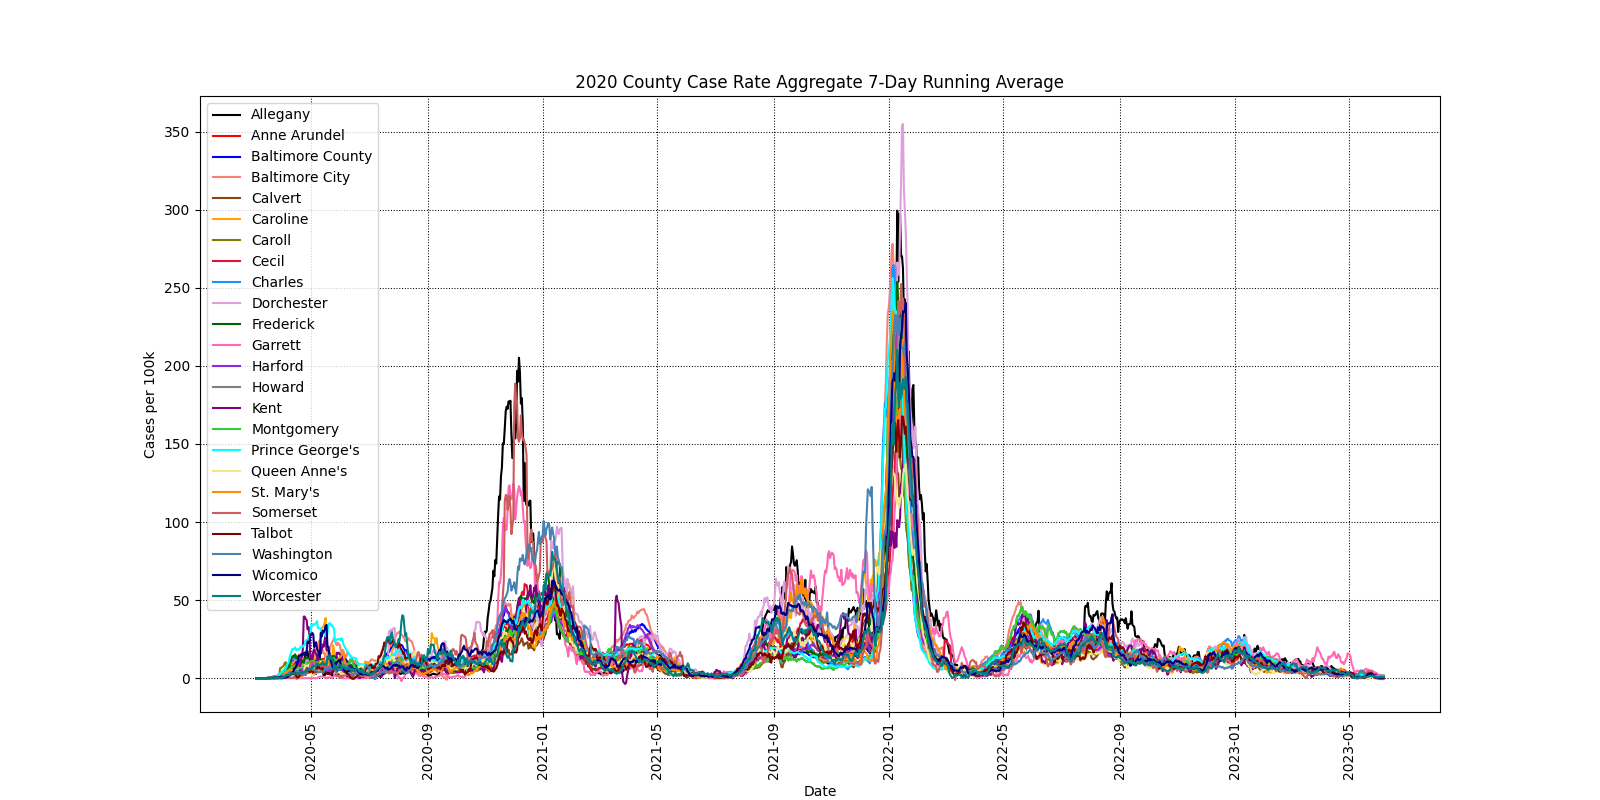 2020 County Case Rate Aggregate 7-Day Running Average
Allegany
Anne Arundel
Baltimore County
Baltimore City
Calvert
Caroline
Caroll
Cecil
Charles
Dorchester
Frederick
Garrett
Harford
Howard
Kent
Montgomery
Prince George's
Queen Anne's
St. Mary's
Somerset
Talbot
Washington
Wicomico
Worcester
Cases per 100k
350
300
250
200
150
100
50
0
2020-05
2020-09
2021-01
2021-05
2021-09
2022-01
2022-05
2022-09
2023-01
2023-05
Date